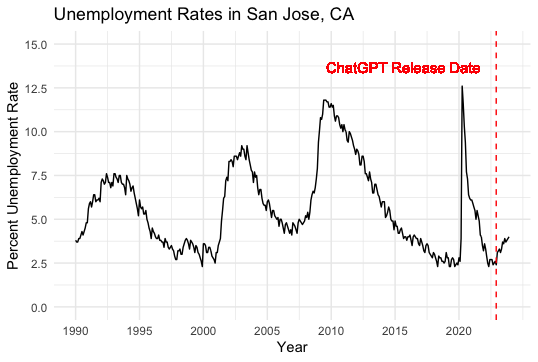 Unemployment Rates in San Jose, CA
15.0
ChatGPT Release Date
12.5
10.0
7.5
5.0
2.5
0.0
Percent Unemployment Rate
1990 1995 2000 2005 2010 2015 2020
Year